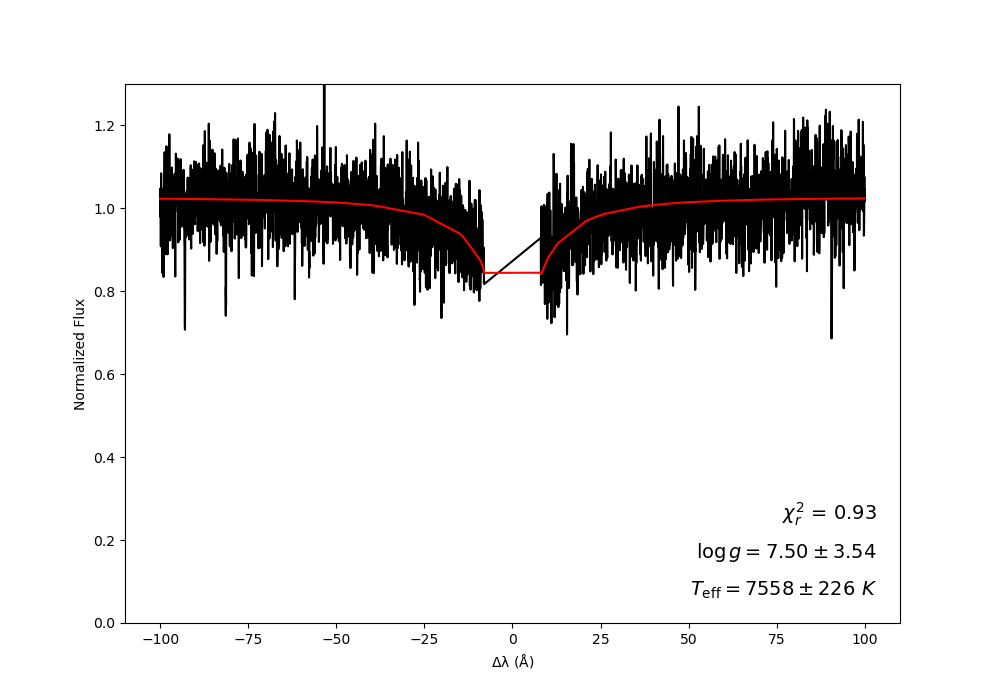 1.2
1.0
0.8
0.6
0.4
0.2
0.0
Normalized Flux
χ²ᵣ = 0.93
log g = 7.50 ± 3.54
T_eff = 7558 ± 226 K
−100 −75 −50 −25 0 25 50 75 100
Δλ (Å)